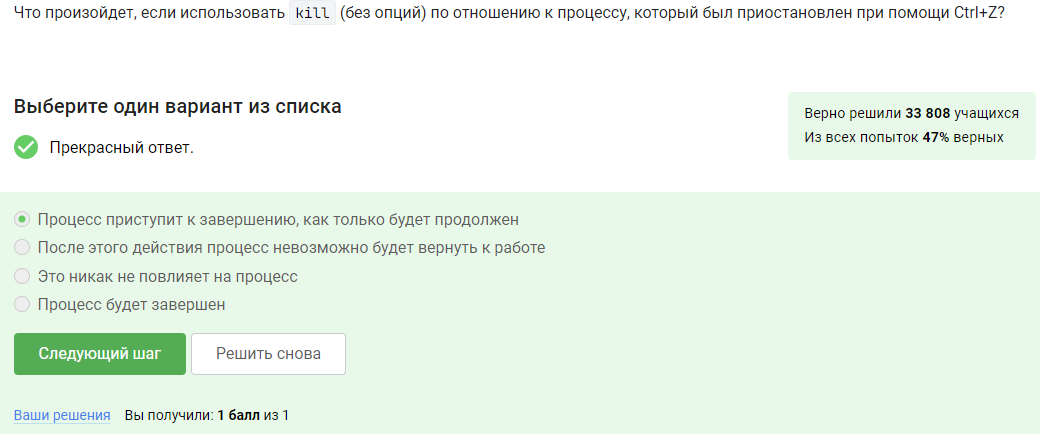 Что произойдет, если использовать kill (без опций) по отношению к процессу, который был приостановлен при помощи Ctrl+Z?
Выберите один вариант из списка
Верно решили 33 808 учащихся
Из всех попыток 47% верных
Прекрасный ответ.
Процесс приступит к завершению, как только будет продолжен
После этого действия процесс невозможно будет вернуть к работе
Это никак не повлияет на процесс
Процесс будет завершен
Следующий шаг Решить снова
Ваши решения Вы получили: 1 балл из 1